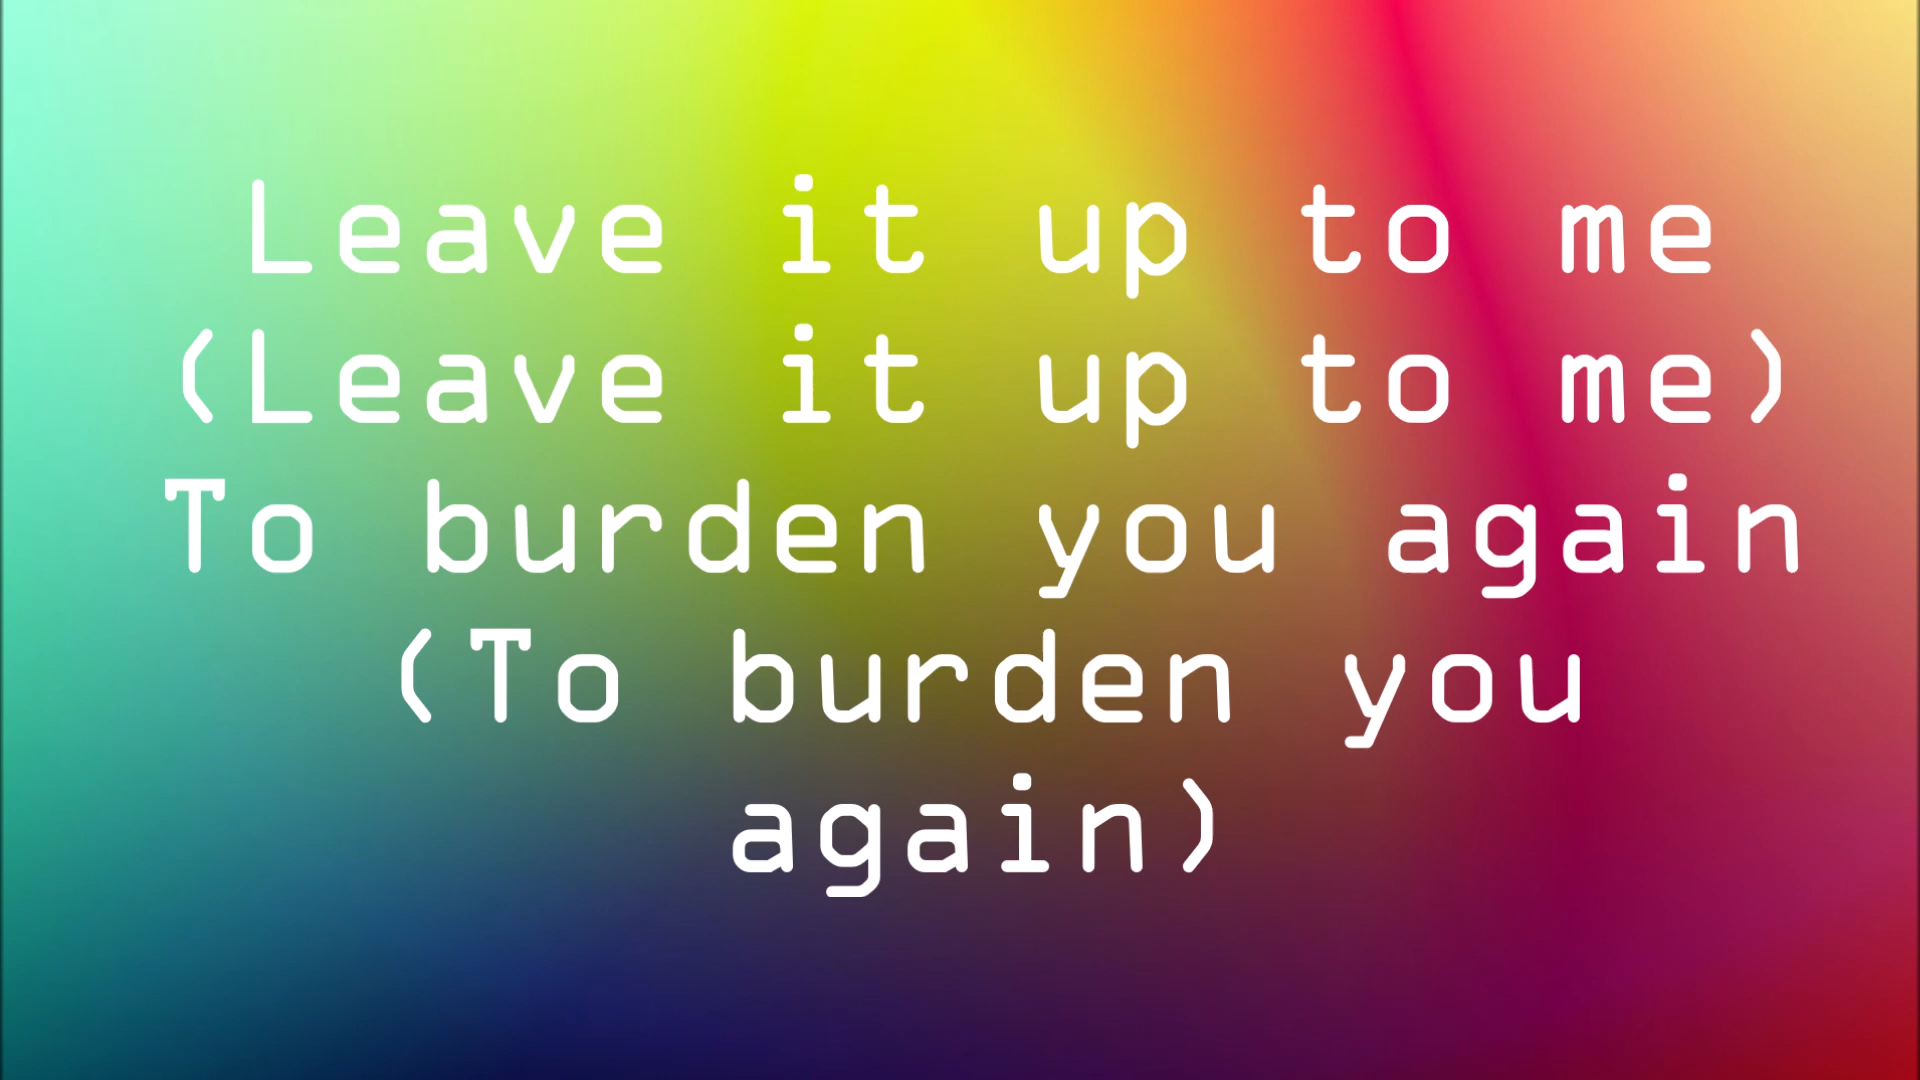 Leave it up to me
(Leave it up to me)
To burden you again
(To burden you
again)